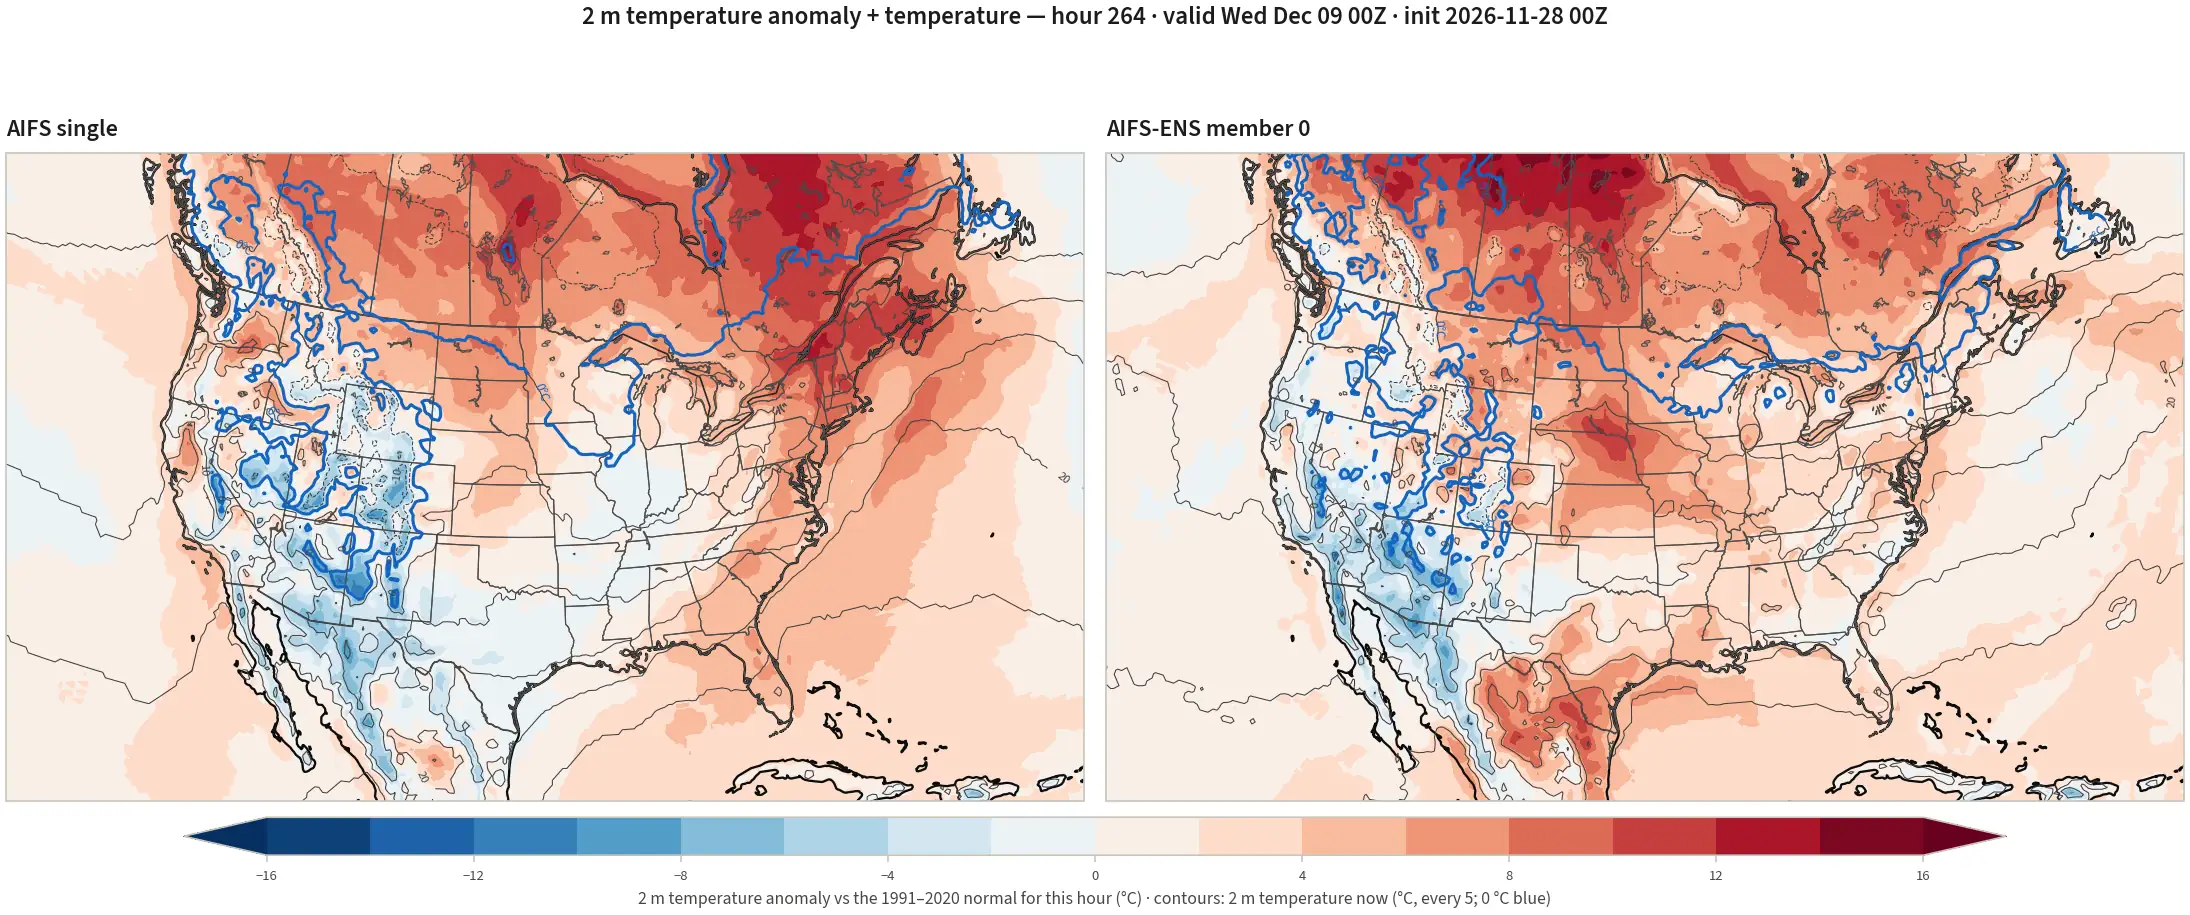 2 m temperature anomaly + temperature — hour 264 · valid Wed Dec 09 00Z · init 2026-11-28 00Z
AIFS single
AIFS-ENS member 0
20
20
−16
−12
−8
−4
0
4
8
12
16
2 m temperature anomaly vs the 1991–2020 normal for this hour (°C) · contours: 2 m temperature now (°C, every 5; 0 °C blue)